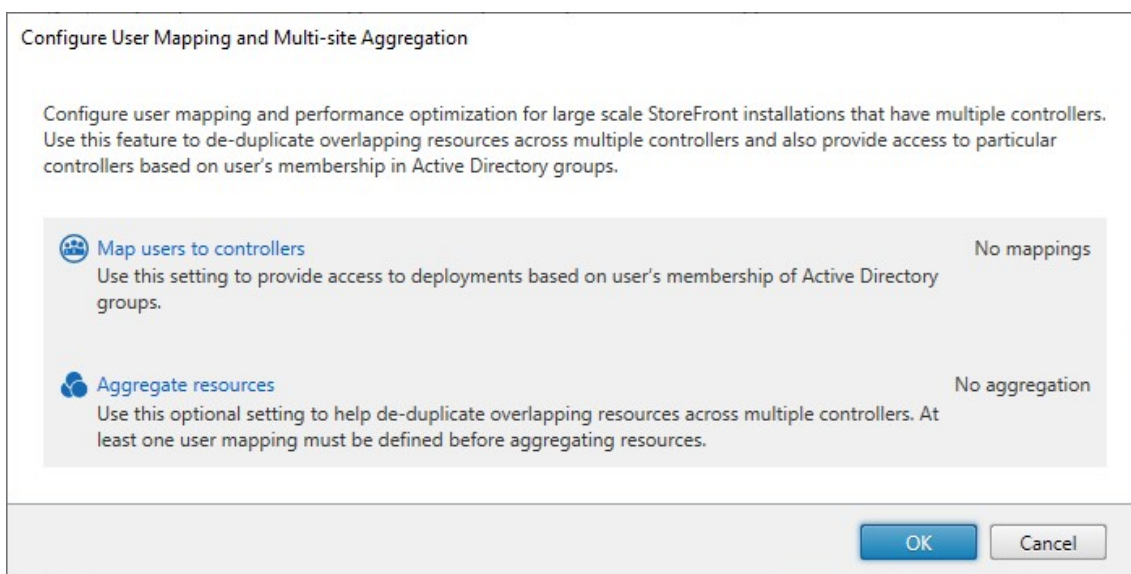 Configure User Mapping and Multi-site Aggregation
Configure user mapping and performance optimization for large scale StoreFront installations that have multiple controllers.
Use this feature to de-duplicate overlapping resources across multiple controllers and also provide access to particular
controllers based on user's membership in Active Directory groups.
Map users to controllers
No mappings
Use this setting to provide access to deployments based on user's membership of Active Directory
groups.
Aggregate resources
No aggregation
Use this optional setting to help de-duplicate overlapping resources across multiple controllers. At
least one user mapping must be defined before aggregating resources.
OK
Cancel